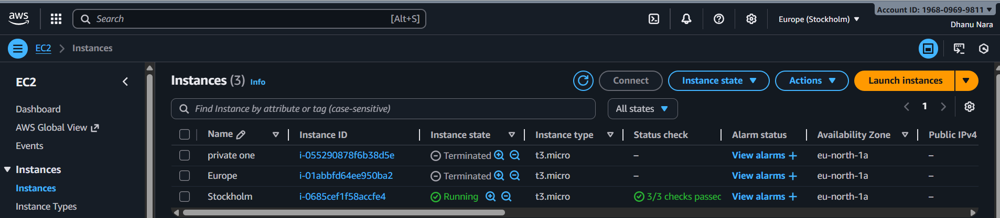 Account ID: 1968-0969-9811
aws Search [Alt+S] Europe (Stockholm) Dhanu Nara
EC2 Instances
EC2
Dashboard
AWS Global View
Events
Instances
Instances
Instance Types
Instances (3) Info Connect Instance state Actions Launch instances
Find Instance by attribute or tag (case-sensitive) All states 1
Name Instance ID Instance state Instance type Status check Alarm status Availability Zone Public IPv4
private one i-055290878f6b38d5e Terminated t3.micro – View alarms + eu-north-1a –
Europe i-01abbfd64ee950ba2 Terminated t3.micro – View alarms + eu-north-1a –
Stockholm i-0685cef1f58accfe4 Running t3.micro 3/3 checks passec View alarms + eu-north-1a –